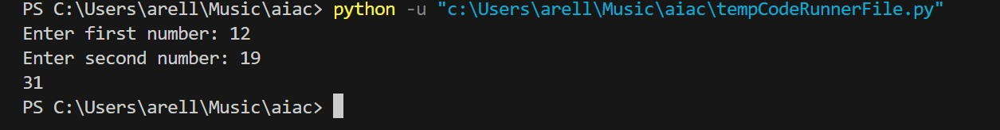 PS C:\Users\arell\Music\aiac> python -u "c:\Users\arell\Music\aiac\tempCodeRunnerFile.py"
Enter first number: 12
Enter second number: 19
31
PS C:\Users\arell\Music\aiac>